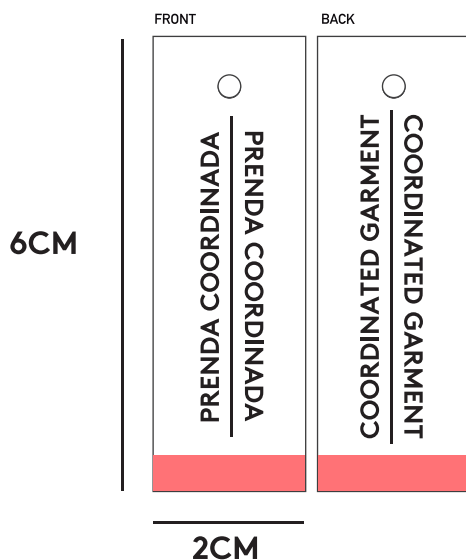 FRONT
BACK
6CM
PRENDA COORDINADA
PRENDA COORDINADA
COORDINATED GARMENT
COORDINATED GARMENT
2CM